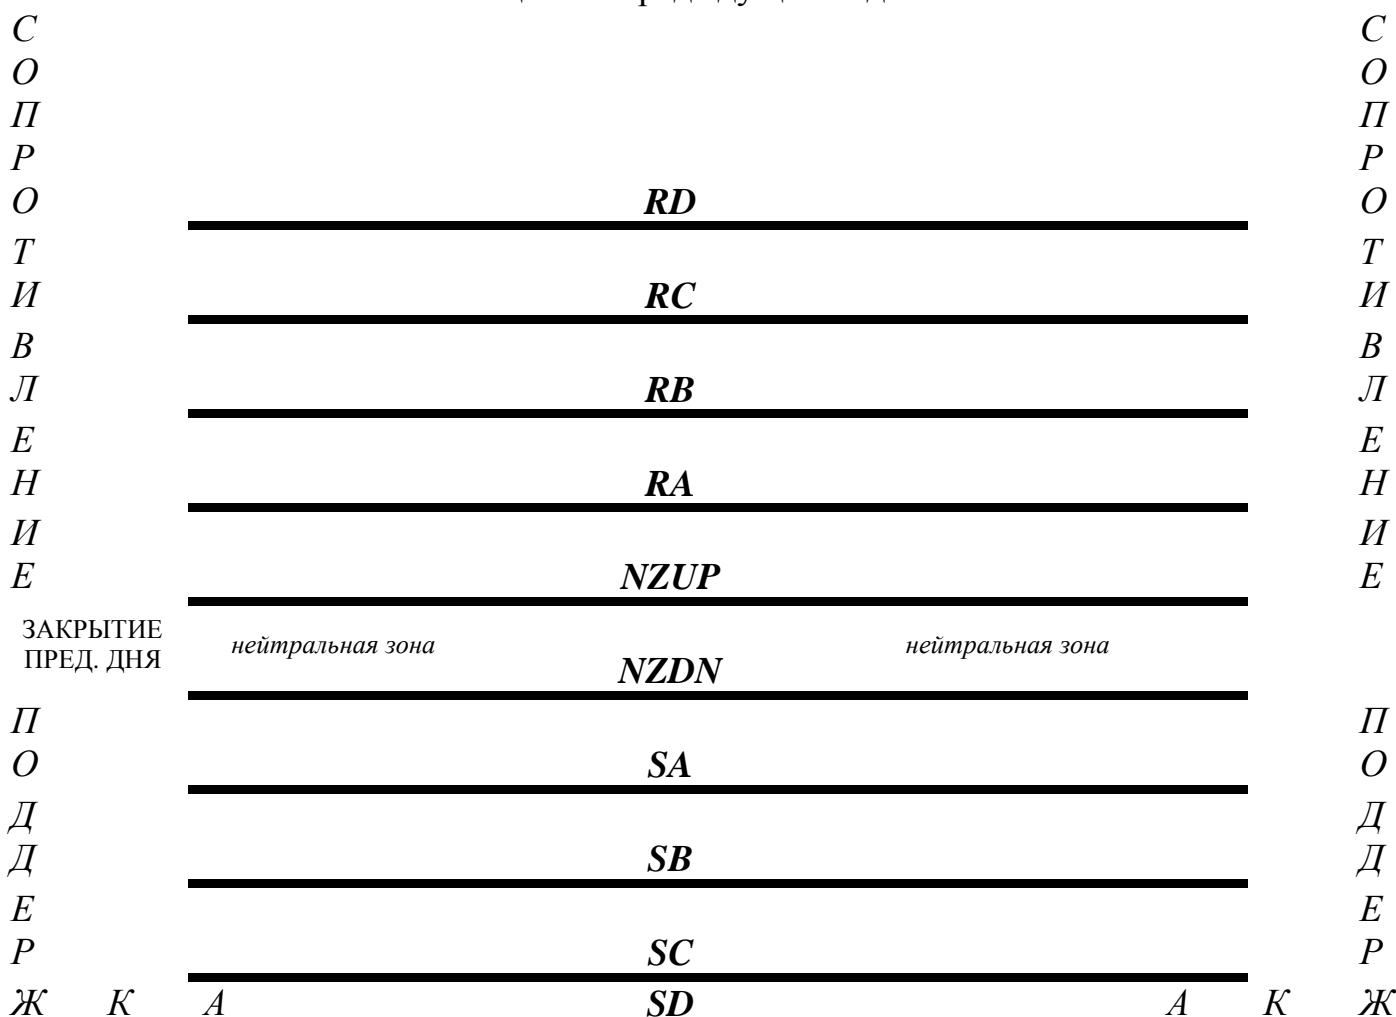 С С
О О
П П
Р Р
О RD О
Т Т
И RC И
В В
Л RB Л
Е Е
Н RA Н
И И
Е NZUP Е
ЗАКРЫТИЕ
ПРЕД. ДНЯ
нейтральная зона нейтральная зона
NZDN
П П
О SA О
Д Д
Д SB Д
Е Е
Р SC Р
Ж К А SD А К Ж